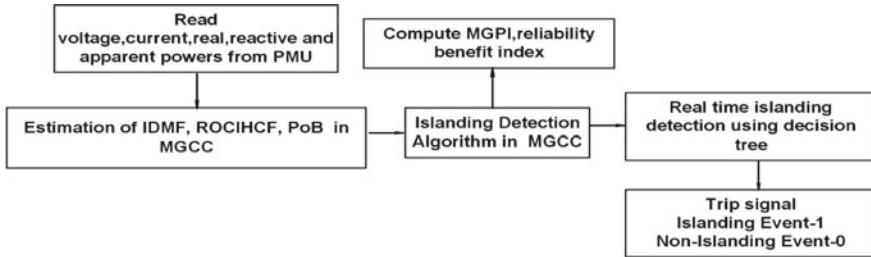 Read
voltage,current,real,reactive and
apparent powers from PMU
Compute MGPI,reliability
benefit index
Estimation of IDMF, ROCIHCF, PoB in
MGCC
Islanding Detection
Algorithm in MGCC
Real time islanding
detection using decision
tree
Trip signal
Islanding Event-1
Non-Islanding Event-0